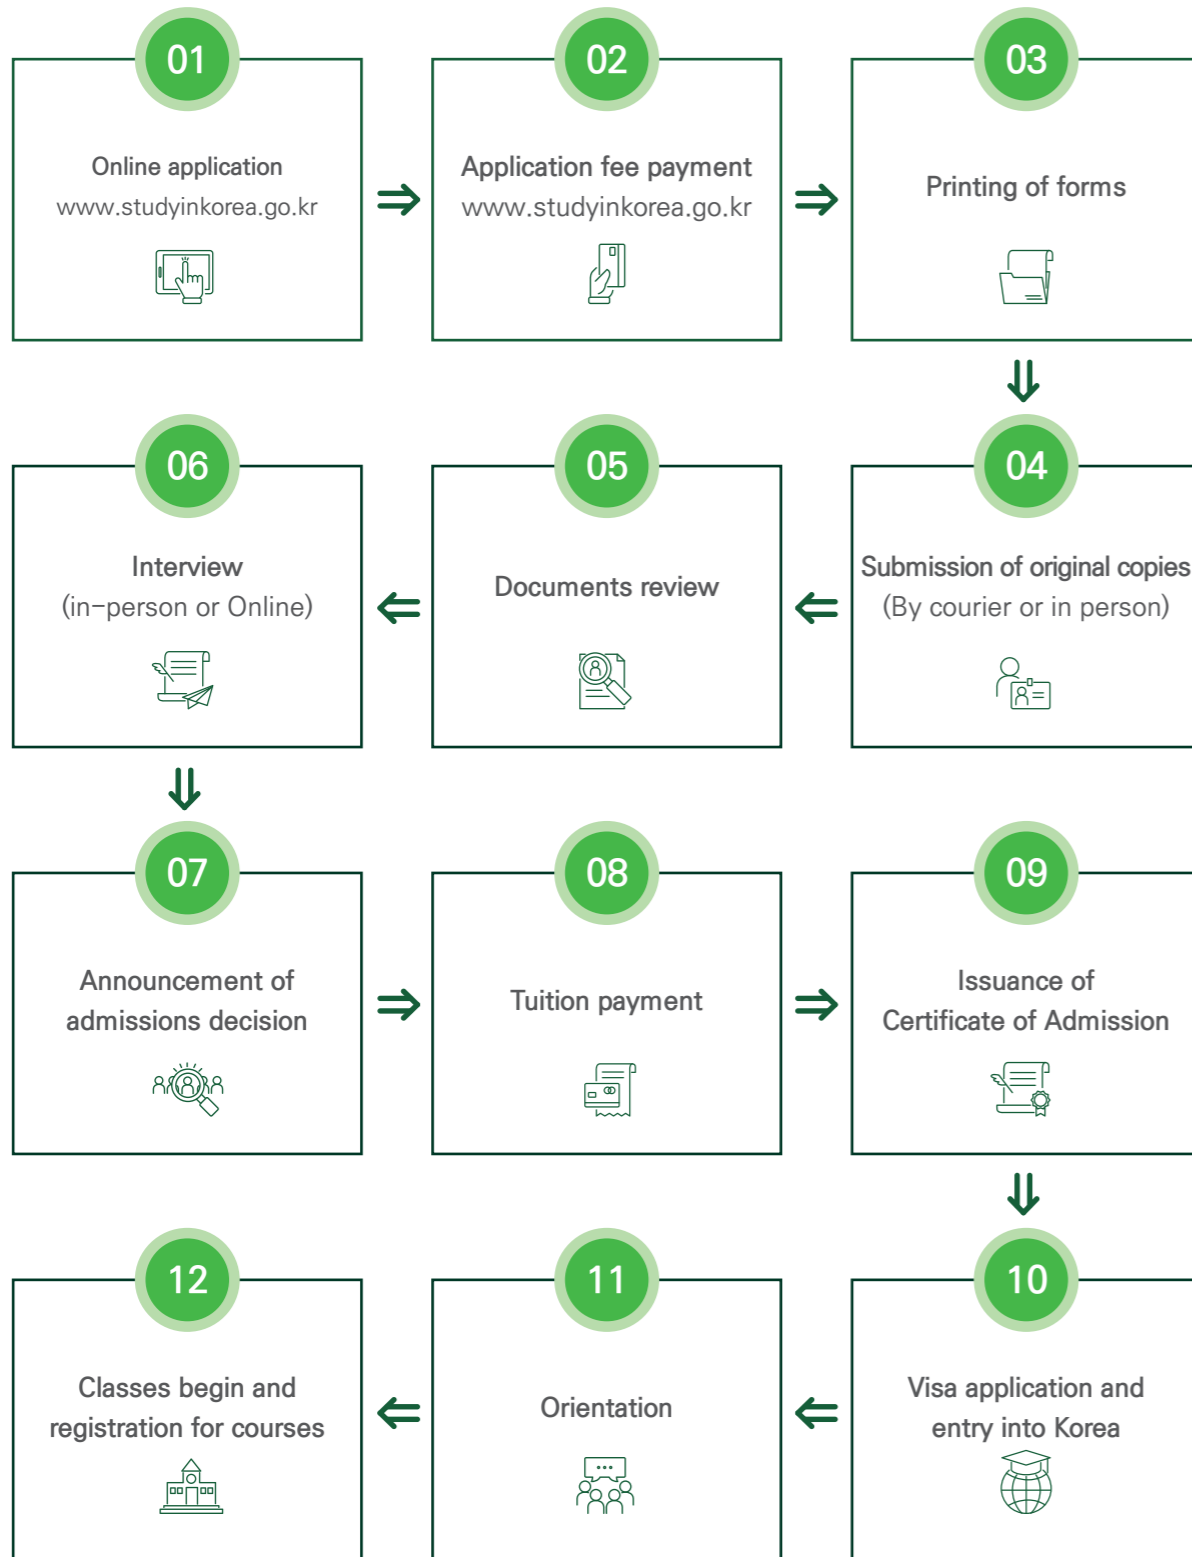 01
Online application
www.studyinkorea.go.kr
02
Application fee payment
www.studyinkorea.go.kr
03
Printing of forms
04
Submission of original copies
(By courier or in person)
05
Documents review
06
Interview
(in-person or Online)
07
Announcement of
admissions decision
08
Tuition payment
09
Issuance of
Certificate of Admission
10
Visa application and
entry into Korea
11
Orientation
12
Classes begin and
registration for courses